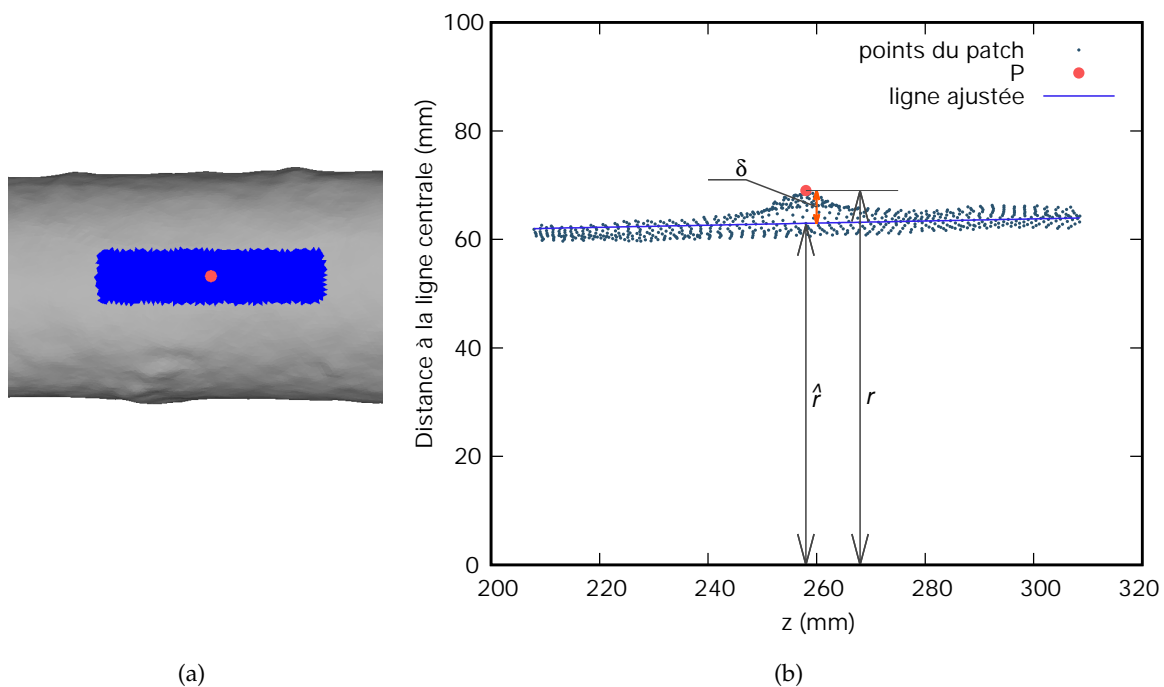 100
80
60
40
20
0
200
220
240
260
280
300
320
Distance à la ligne centrale (mm)
z (mm)
points du patch
P
ligne ajustée
δ
r̂
r
(a)
(b)